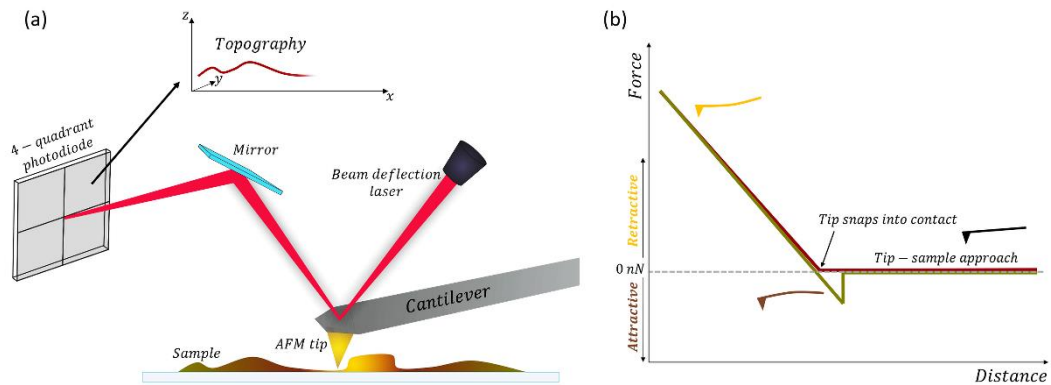 (a)
z
Topography
y
x
4 − quadrant
photodiode
Mirror
Beam deflection
laser
Cantilever
AFM tip
Sample
(b)
Force
Retractive
Tip snaps into contact
Tip − sample approach
0 nN
Attractive
Distance